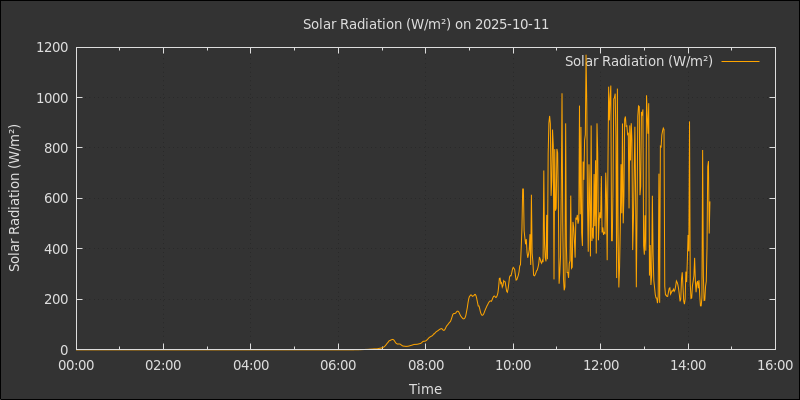 Solar Radiation (W/m²) on 2025-10-11
Solar Radiation (W/m²)
Solar Radiation (W/m²)
1200
1000
800
600
400
200
0
00:00 02:00 04:00 06:00 08:00 10:00 12:00 14:00 16:00
Time